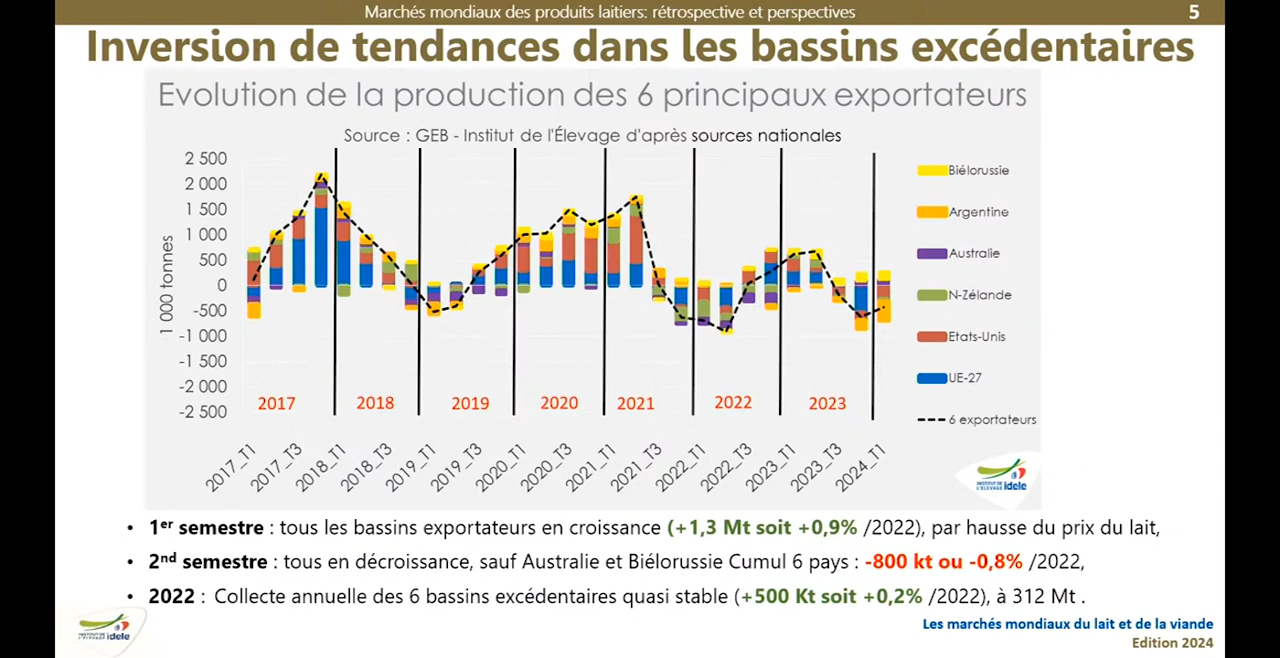 Marchés mondiaux des produits laitiers: rétrospective et perspectives
5
Inversion de tendances dans les bassins excédentaires
Evolution de la production des 6 principaux exportateurs
Source : GEB - Institut de l'Élevage d'après sources nationales
1 000 tonnes
2 500
2 000
1 500
1 000
500
0
-500
-1 000
-1 500
-2 000
-2 500
2017
2018
2019
2020
2021
2022
2023
2017_T1
2017_T3
2018_T1
2018_T3
2019_T1
2019_T3
2020_T1
2020_T3
2021_T1
2021_T3
2022_T1
2022_T3
2023_T1
2023_T3
2024_T1
Biélorussie
Argentine
Australie
N-Zélande
Etats-Unis
UE-27
6 exportateurs
INSTITUT DE
L'ÉLEVAGE idele
• 1er semestre : tous les bassins exportateurs en croissance (+1,3 Mt soit +0,9% /2022), par hausse du prix du lait,
• 2nd semestre : tous en décroissance, sauf Australie et Biélorussie Cumul 6 pays : -800 kt ou -0,8% /2022,
• 2022 : Collecte annuelle des 6 bassins excédentaires quasi stable (+500 Kt soit +0,2% /2022), à 312 Mt .
INSTITUT DE
L'ÉLEVAGE idele
Les marchés mondiaux du lait et de la viande
Edition 2024